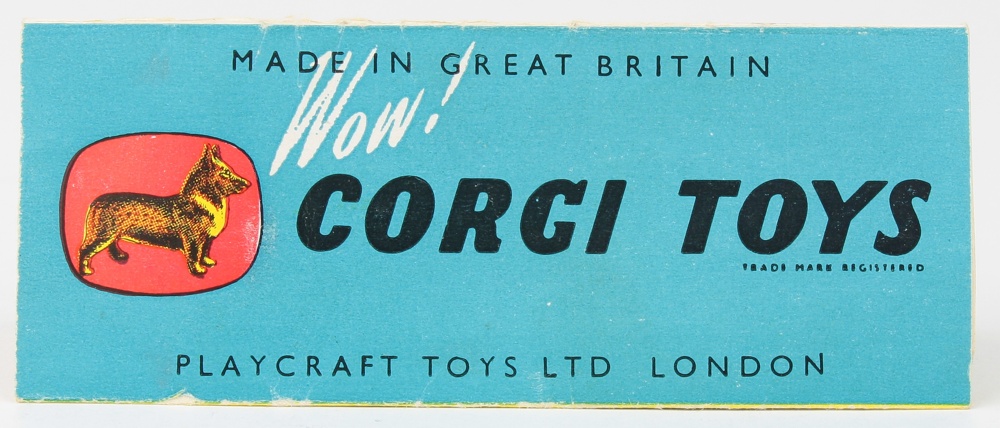 MADE IN GREAT BRITAIN
Wow!
CORGI TOYS
TRADE MARK REGISTERED
PLAYCRAFT TOYS LTD LONDON